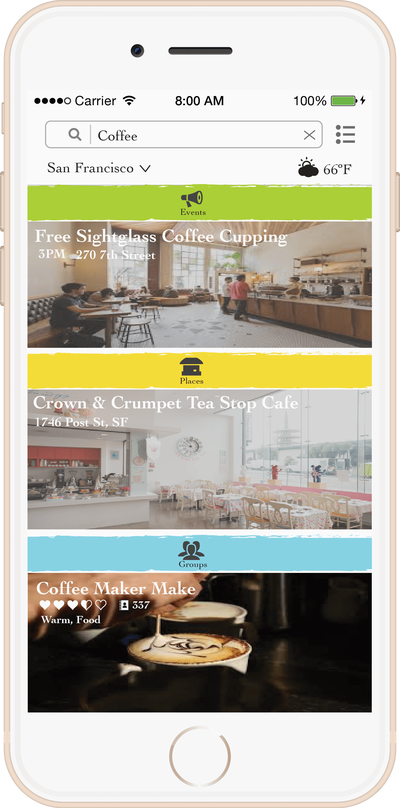 Carrier 8:00 AM 100%
Coffee
San Francisco 66°F
Events
Free Sightglass Coffee Cupping
3PM 270 7th Street
Places
Crown & Crumpet Tea Stop Cafe
1746 Post St, SF
Groups
Coffee Maker Make
337
Warm, Food